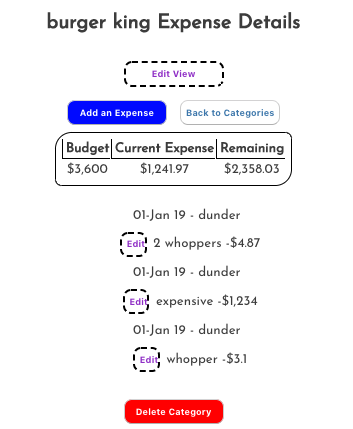 burger king Expense Details
Edit View
Add an Expense Back to Categories
Budget Current Expense Remaining
$3,600 $1,241.97 $2,358.03
01-Jan 19 - dunder
Edit 2 whoppers -$4.87
01-Jan 19 - dunder
Edit expensive -$1,234
01-Jan 19 - dunder
Edit whopper -$3.1
Delete Category